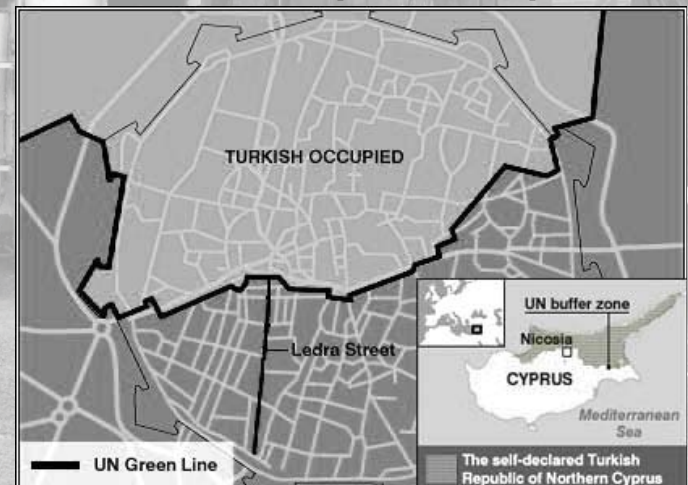 TURKISH OCCUPIED
Ledra Street
UN Green Line
UN buffer zone
Nicosia
CYPRUS
Mediterranean
Sea
The self-declared Turkish
Republic of Northern Cyprus